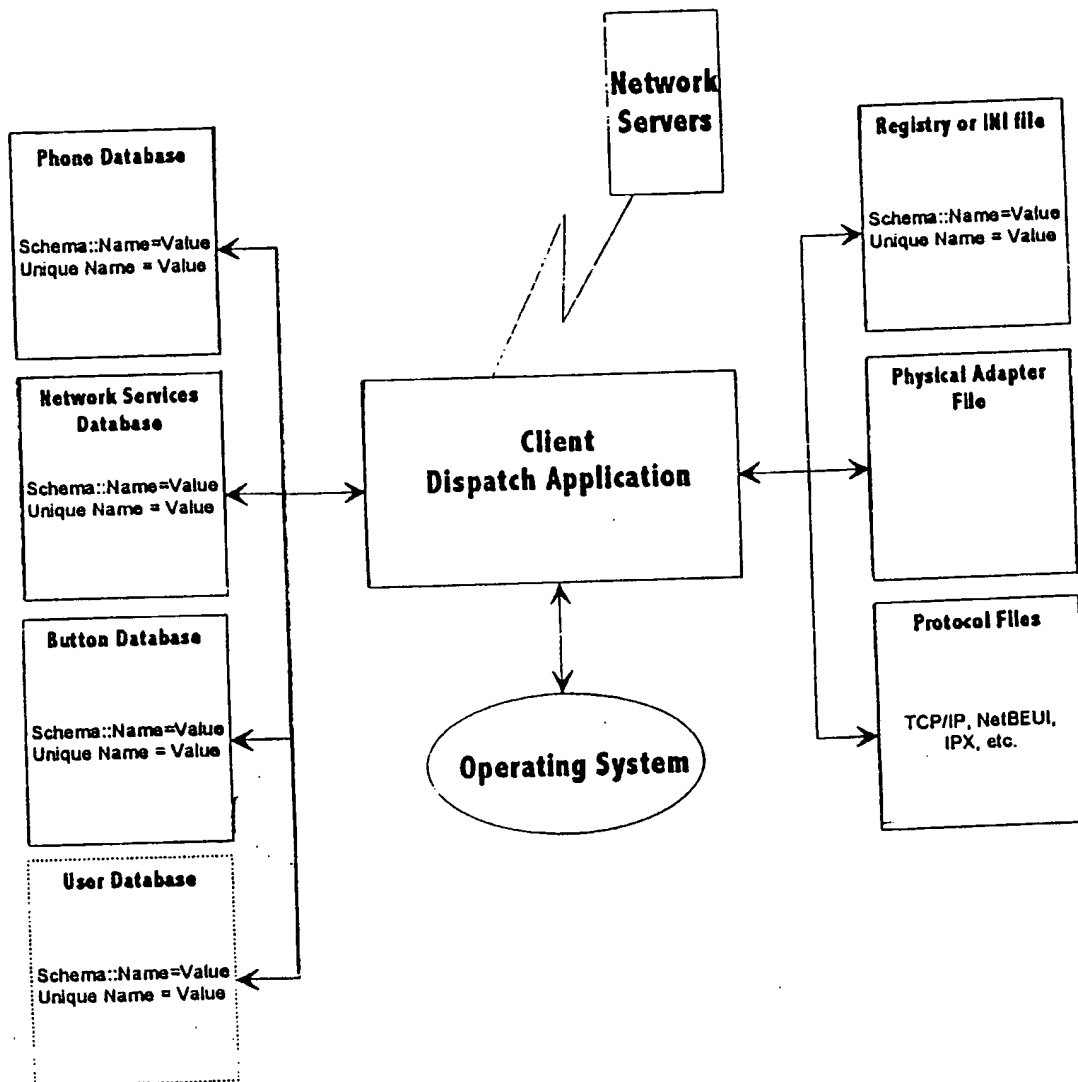 Network
Servers
Phone Database
Schema::Name=Value
Unique Name = Value
Network Services
Database
Schema::Name=Value
Unique Name = Value
Button Database
Schema::Name=Value
Unique Name = Value
User Database
Schema::Name=Value
Unique Name = Value
Client
Dispatch Application
Operating System
Registry or INI file
Schema::Name=Value
Unique Name = Value
Physical Adapter
File
Protocol Files
TCP/IP, NetBEUI,
IPX, etc.